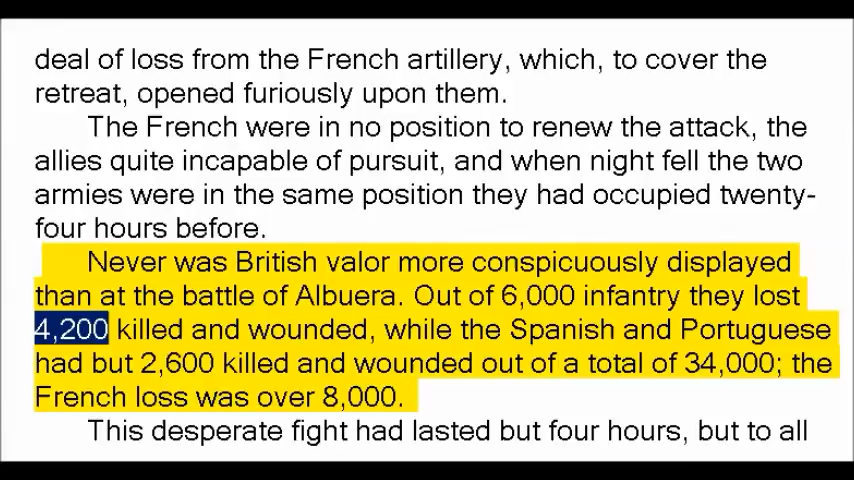 deal of loss from the French artillery, which, to cover the
retreat, opened furiously upon them.
The French were in no position to renew the attack, the
allies quite incapable of pursuit, and when night fell the two
armies were in the same position they had occupied twenty-
four hours before.
Never was British valor more conspicuously displayed
than at the battle of Albuera. Out of 6,000 infantry they lost
4,200 killed and wounded, while the Spanish and Portuguese
had but 2,600 killed and wounded out of a total of 34,000; the
French loss was over 8,000.
This desperate fight had lasted but four hours, but to all